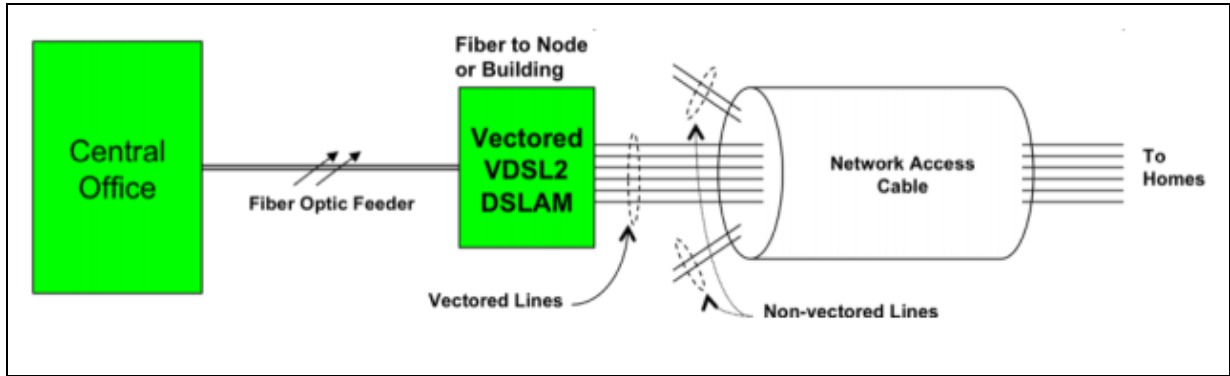 Central
Office
Fiber Optic Feeder
Fiber to Node
or Building
Vectored
VDSL2
DSLAM
Vectored Lines
Non-vectored Lines
Network Access
Cable
To
Homes